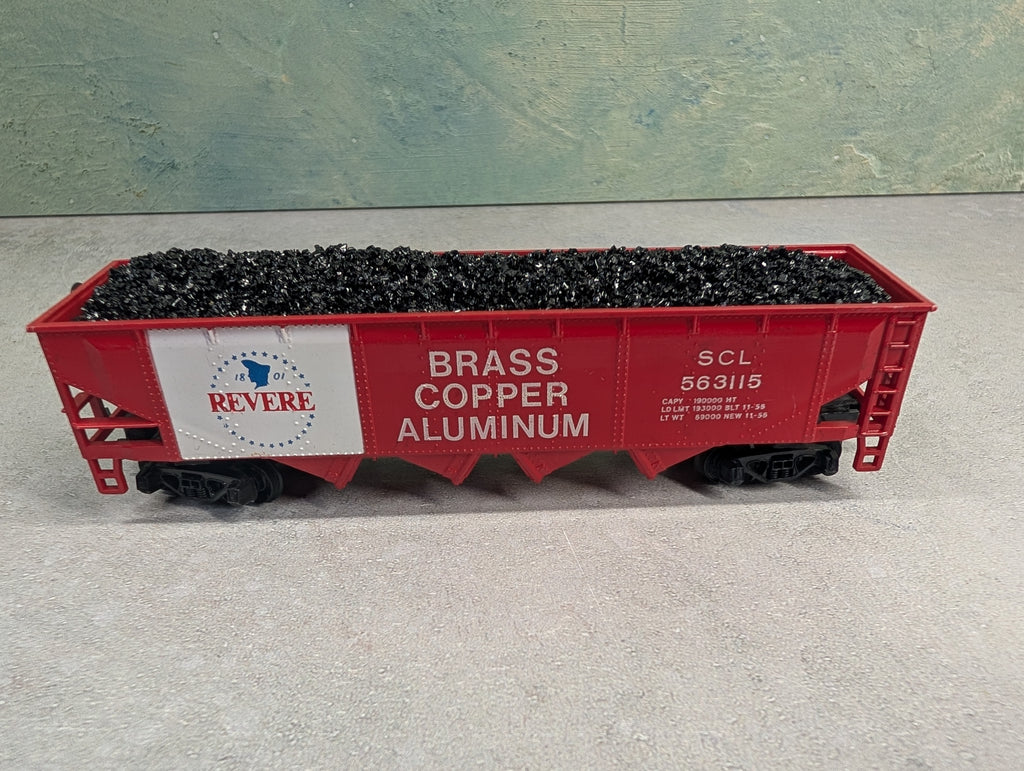 18 01
REVERE
BRASS
COPPER
ALUMINUM
SCL
563115
CAPY 190000 HT
LD LMT 193000 BLT 11-56
LT WT 69000 NEW 11-56